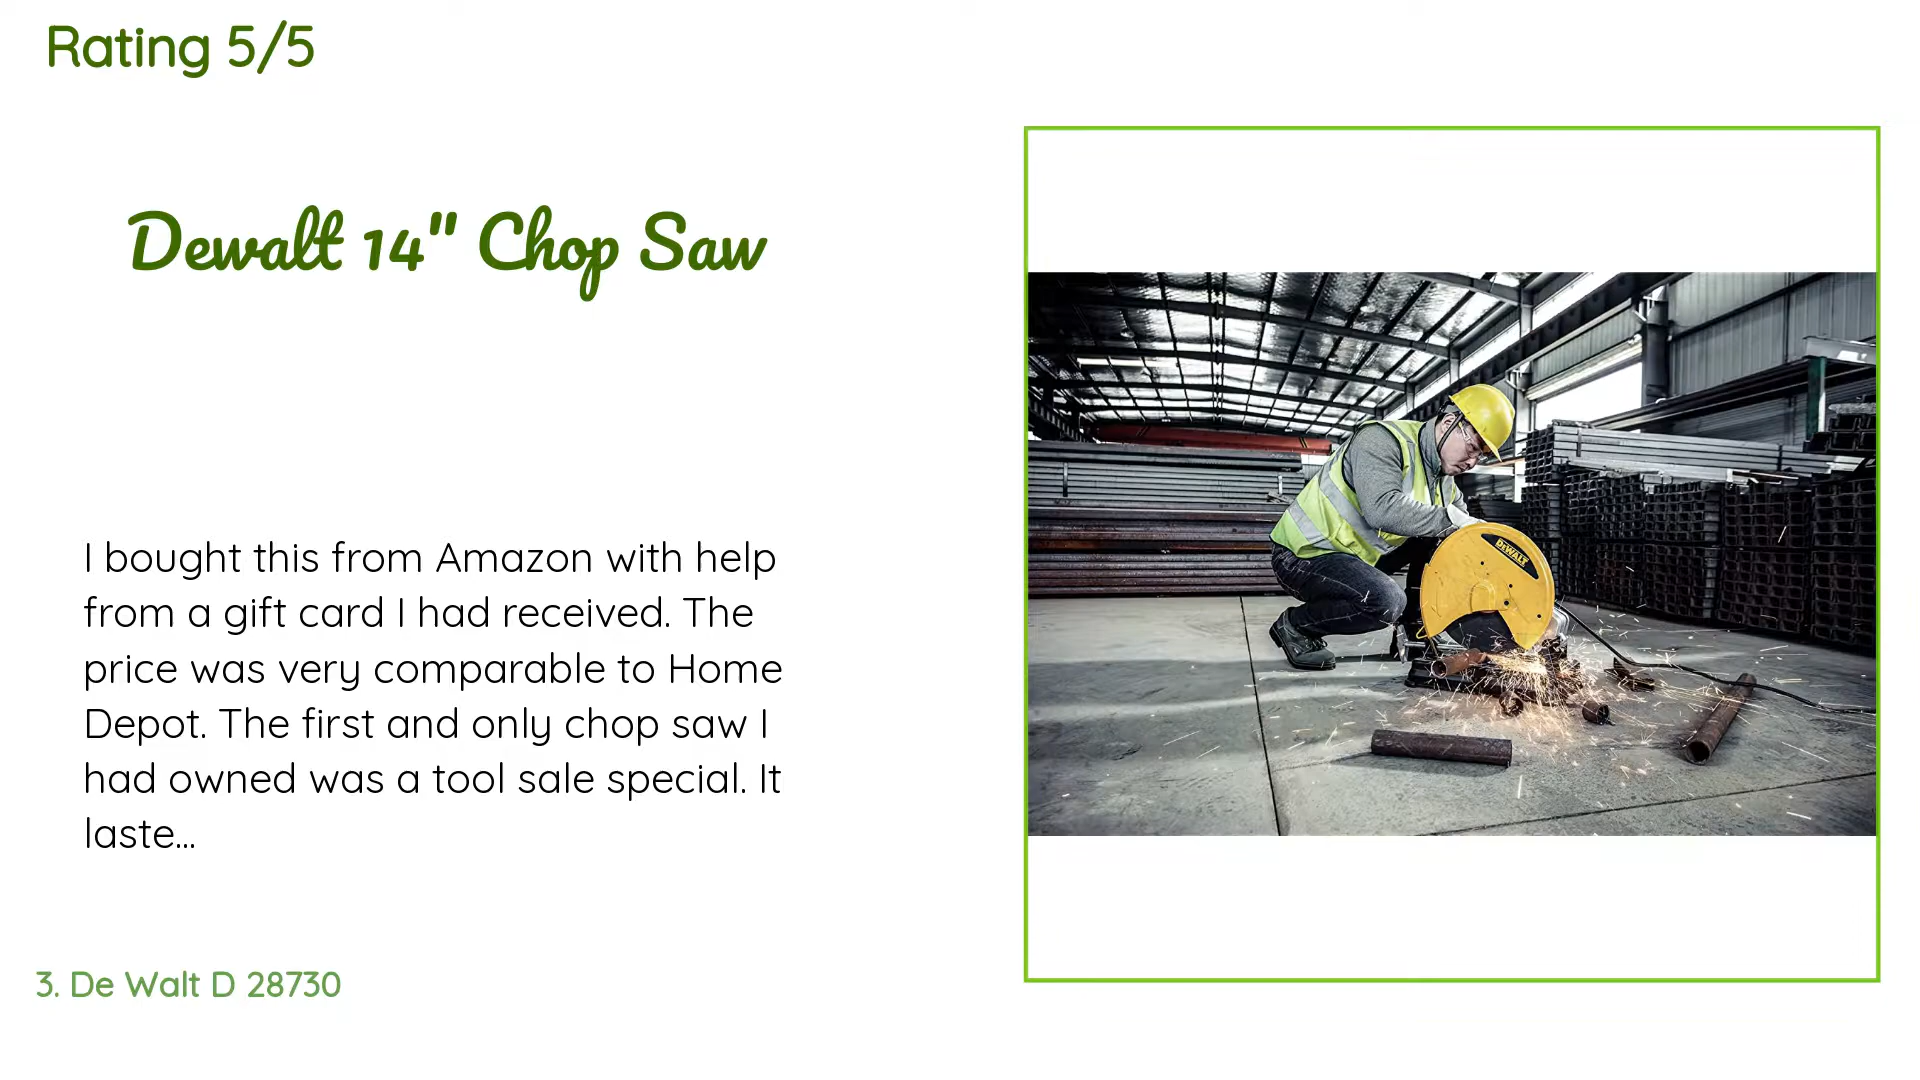 Rating 5/5
Dewalt 14" Chop Saw
I bought this from Amazon with help
from a gift card I had received. The
price was very comparable to Home
Depot. The first and only chop saw I
had owned was a tool sale special. It
laste...
DEWALT
3. De Walt D 28730